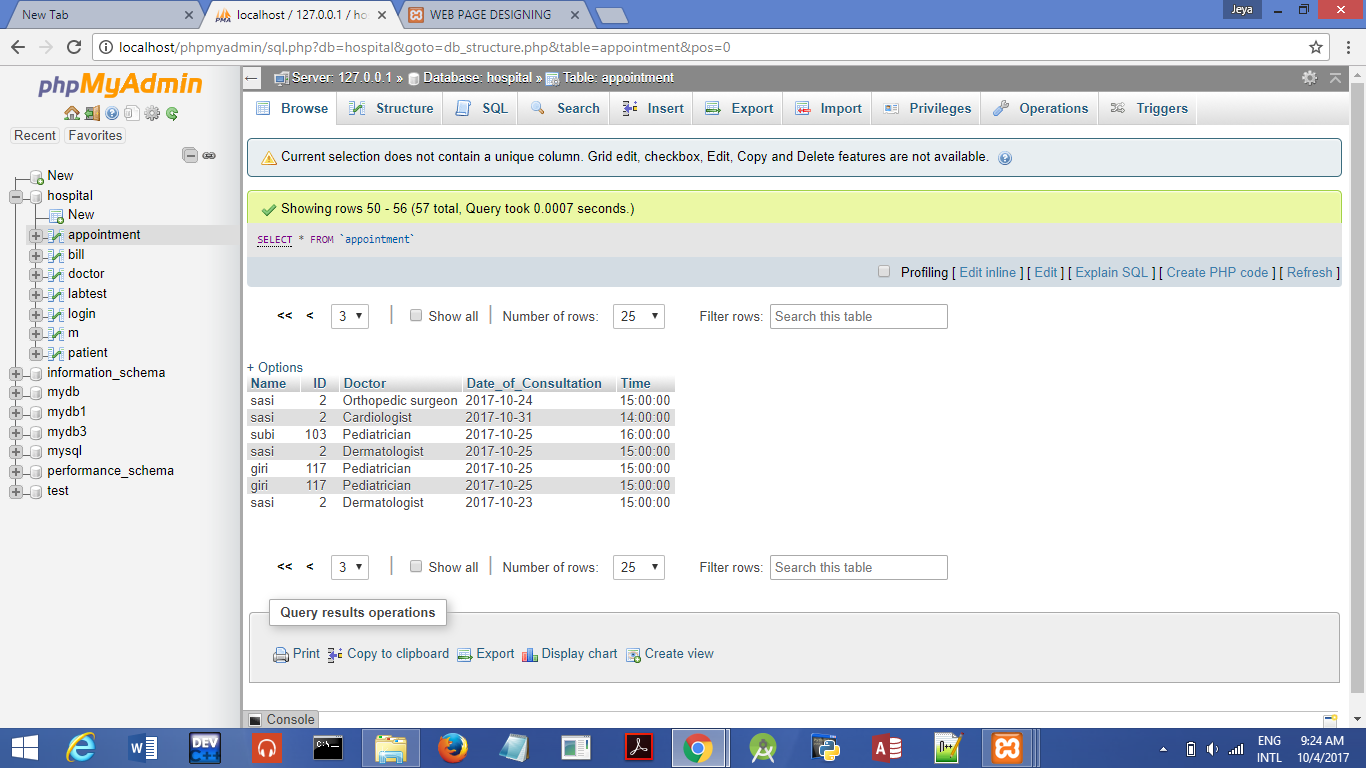 New Tab
localhost / 127.0.0.1 / ho
WEB PAGE DESIGNING
Jeya
localhost/phpmyadmin/sql.php?db=hospital&goto=db_structure.php&table=appointment&pos=0
phpMyAdmin
Recent Favorites
New
hospital
New
appointment
bill
doctor
labtest
login
m
patient
information_schema
mydb
mydb1
mydb3
mysql
performance_schema
test
Server: 127.0.0.1 » Database: hospital » Table: appointment
Browse Structure SQL Search Insert Export Import Privileges Operations Triggers
Current selection does not contain a unique column. Grid edit, checkbox, Edit, Copy and Delete features are not available.
Showing rows 50 - 56 (57 total, Query took 0.0007 seconds.)
SELECT * FROM `appointment`
Profiling [ Edit inline ] [ Edit ] [ Explain SQL ] [ Create PHP code ] [ Refresh ]
<< < 3 | Show all | Number of rows: 25 Filter rows: Search this table
+ Options
Name ID Doctor Date_of_Consultation Time
sasi 2 Orthopedic surgeon 2017-10-24 15:00:00
sasi 2 Cardiologist 2017-10-31 14:00:00
subi 103 Pediatrician 2017-10-25 16:00:00
sasi 2 Dermatologist 2017-10-25 15:00:00
giri 117 Pediatrician 2017-10-25 15:00:00
giri 117 Pediatrician 2017-10-25 15:00:00
sasi 2 Dermatologist 2017-10-23 15:00:00
<< < 3 | Show all | Number of rows: 25 Filter rows: Search this table
Query results operations
Print Copy to clipboard Export Display chart Create view
Console
ENG 9:24 AM
INTL 10/4/2017